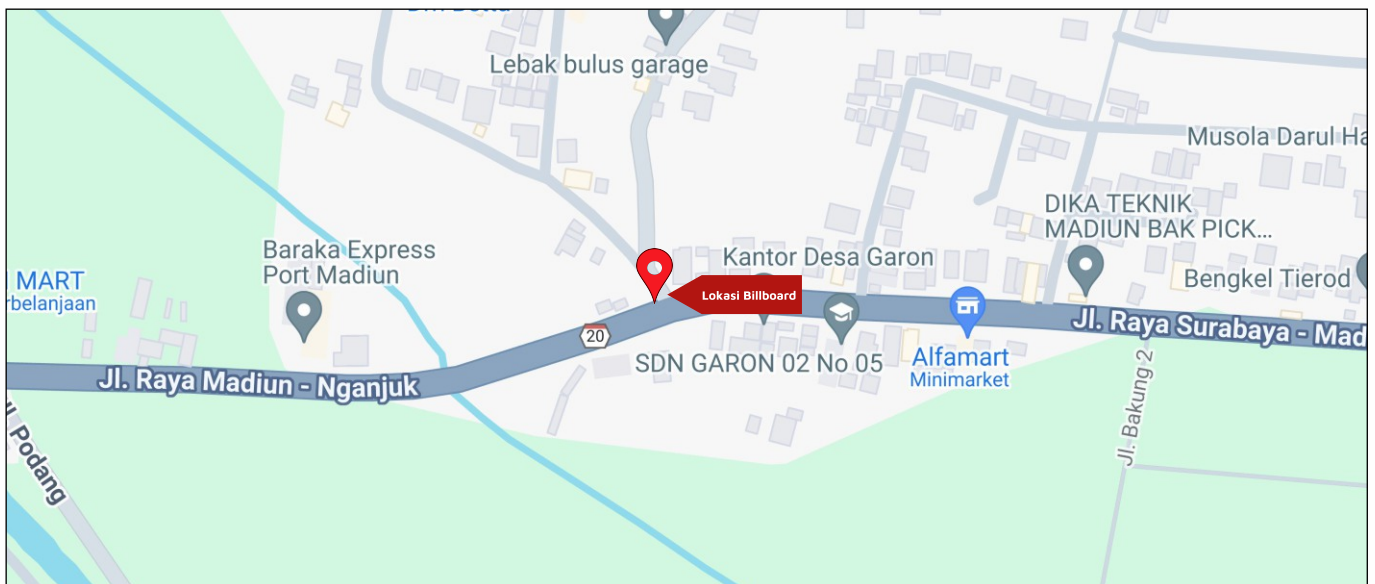 Lebak bulus garage
Musola Darul Ha
DIKA TEKNIK
MADIUN BAK PICK...
Baraka Express
Port Madiun
Kantor Desa Garon
MART
rbelanjaan
Bengkel Tierod
Lokasi Billboard
20
Jl. Raya Surabaya - Mad
SDN GARON 02 No 05
Alfamart
Minimarket
Jl. Raya Madiun - Nganjuk
Jl. Bakung 2
Podang